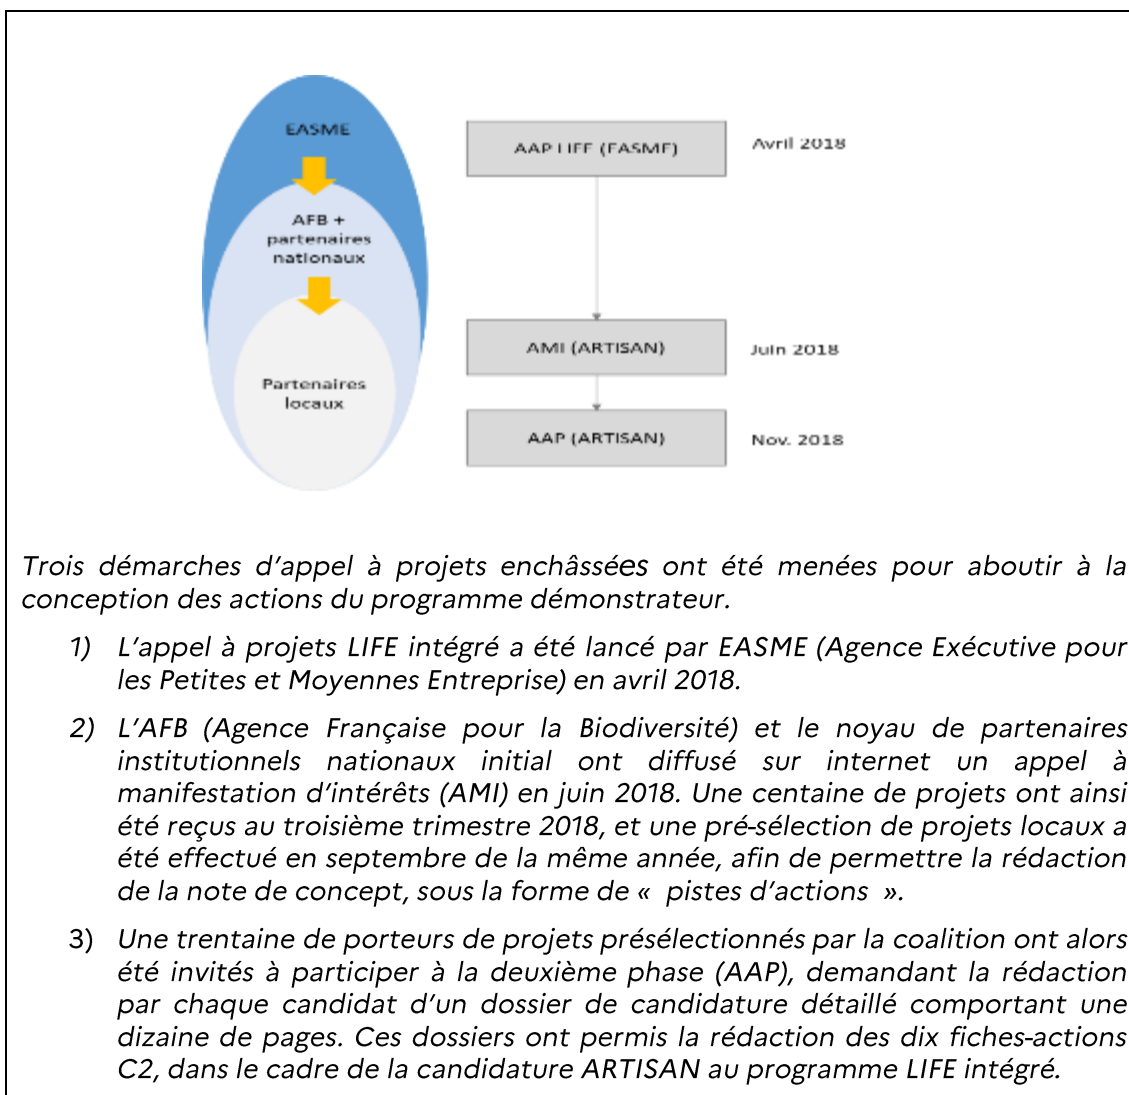 EASME
AFB +
partenaires
nationaux
Partenaires
locaux
AAP LIFE (EASME)
Avril 2018
AMI (ARTISAN)
Juin 2018
AAP (ARTISAN)
Nov. 2018
Trois démarches d'appel à projets enchâssées ont été menées pour aboutir à la
conception des actions du programme démonstrateur.
1) L'appel à projets LIFE intégré a été lancé par EASME (Agence Exécutive pour
les Petites et Moyennes Entreprise) en avril 2018.
2) L'AFB (Agence Française pour la Biodiversité) et le noyau de partenaires
institutionnels nationaux initial ont diffusé sur internet un appel à
manifestation d'intérêts (AMI) en juin 2018. Une centaine de projets ont ainsi
été reçus au troisième trimestre 2018, et une pré-sélection de projets locaux a
été effectué en septembre de la même année, afin de permettre la rédaction
de la note de concept, sous la forme de « pistes d'actions ».
3) Une trentaine de porteurs de projets présélectionnés par la coalition ont alors
été invités à participer à la deuxième phase (AAP), demandant la rédaction
par chaque candidat d'un dossier de candidature détaillé comportant une
dizaine de pages. Ces dossiers ont permis la rédaction des dix fiches-actions
C2, dans le cadre de la candidature ARTISAN au programme LIFE intégré.